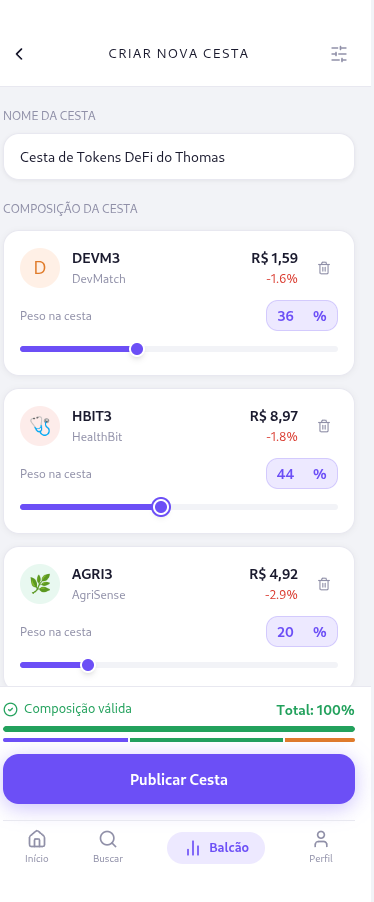 CRIAR NOVA CESTA
NOME DA CESTA
Cesta de Tokens DeFi do Thomas
COMPOSIÇÃO DA CESTA
D
DEVM3
R$ 1,59
DevMatch
-1.6%
Peso na cesta
36 %
HBIT3
R$ 8,97
HealthBit
-1.8%
Peso na cesta
44 %
AGRI3
R$ 4,92
AgriSense
-2.9%
Peso na cesta
20 %
Composição válida
Total: 100%
Publicar Cesta
Início
Buscar
Balcão
Perfil